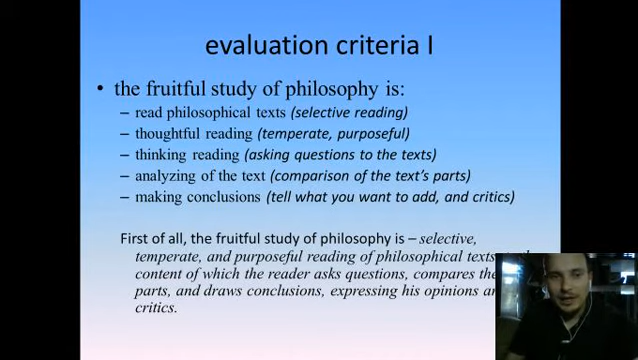 evaluation criteria I
• the fruitful study of philosophy is:
– read philosophical texts (selective reading)
– thoughtful reading (temperate, purposeful)
– thinking reading (asking questions to the texts)
– analyzing of the text (comparison of the text's parts)
– making conclusions (tell what you want to add, and critics)
First of all, the fruitful study of philosophy is – selective,
temperate, and purposeful reading of philosophical texts,
content of which the reader asks questions, compares the
parts, and draws conclusions, expressing his opinions
critics.